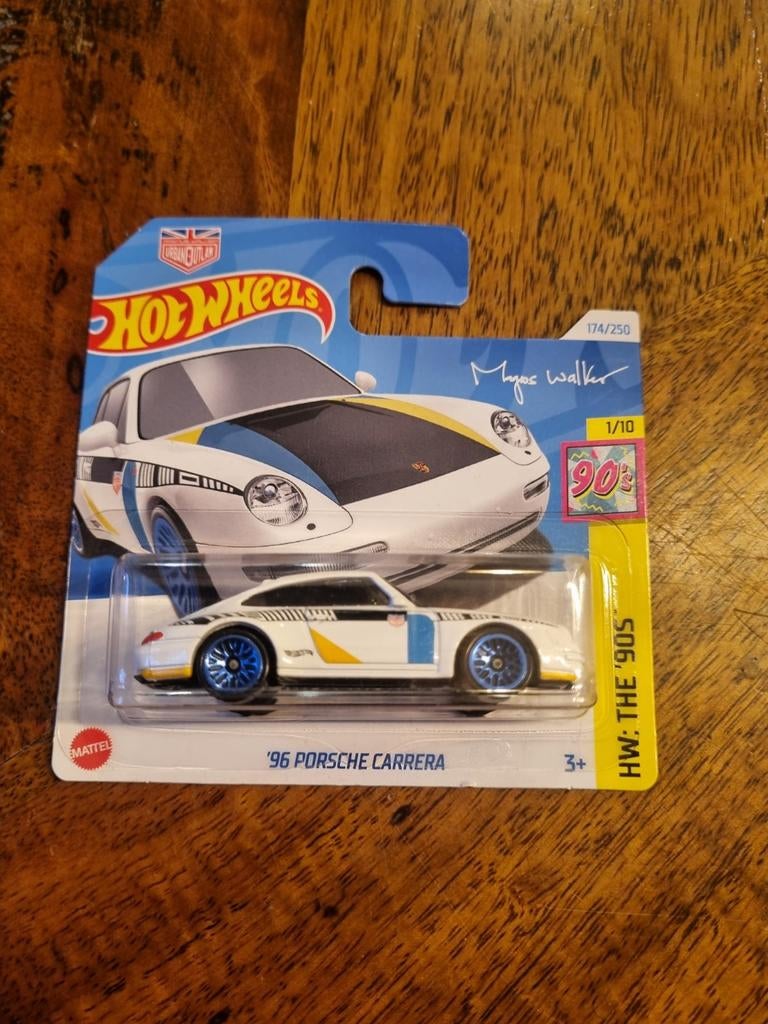 URBAN OUTLAW
HOT WHEELS
174/250
Magnus Walker
1/10
90's
HW: THE '90S
MATTEL
'96 PORSCHE CARRERA
3+